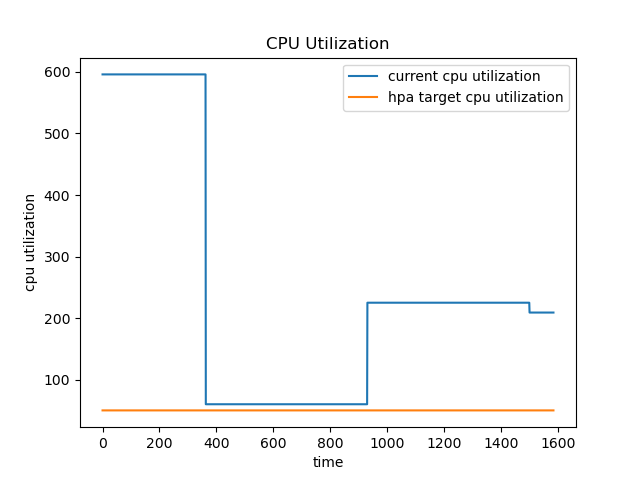 CPU Utilization
current cpu utilization
hpa target cpu utilization
600
500
400
300
200
100
cpu utilization
0 200 400 600 800 1000 1200 1400 1600
time